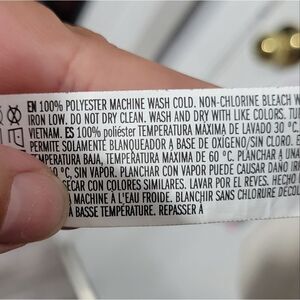 EN 100% POLYESTER MACHINE WASH COLD. NON-CHLORINE BLEACH
IRON LOW. DO NOT DRY CLEAN. WASH AND DRY WITH LIKE COLORS.
VIETNAM. ES 100% poliéster TEMPERATURA MÁXIMA DE LAVADO 30 °C
PERMITE SOLAMENTE BLANQUEADOR A BASE DE OXÍGENO/SIN CLORO.
TEMPERATURA BAJA, TEMPERATURA MÁXIMA DE 60 °C. PLANCHAR A
°C, SIN VAPOR. PLANCHAR CON VAPOR PUEDE CAUSAR DAÑO
SECAR CON COLORES SIMILARES. LAVAR POR EL REVÉS.
MACHINE À L'EAU FROIDE. BLANCHIR SANS CHLORURE
À BASSE TEMPÉRATURE. REPASSER À